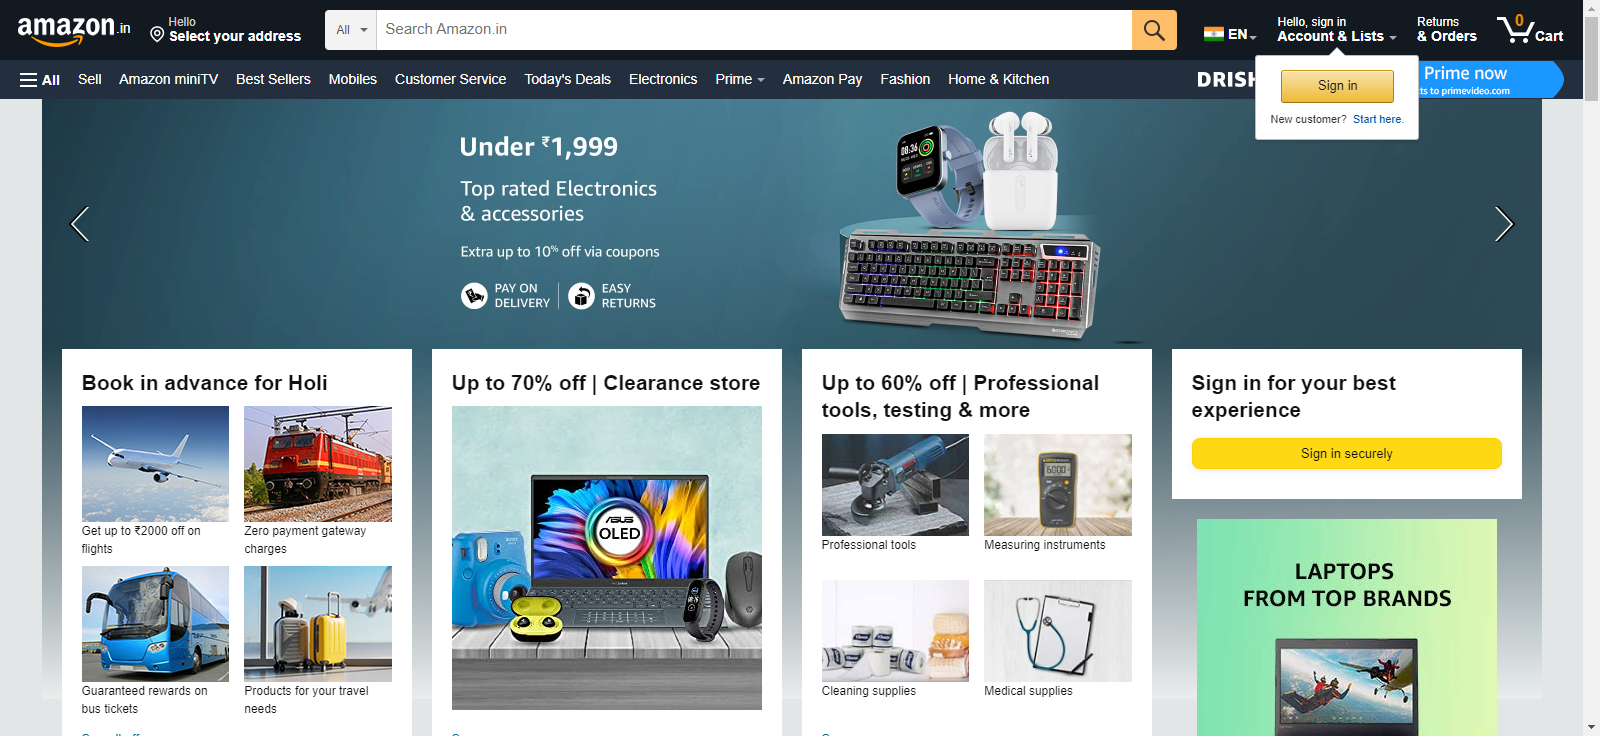 amazon.in
Hello
Select your address
All
Search Amazon.in
EN
Hello, sign in
Account & Lists
Returns
& Orders
0
Cart
All
Sell
Amazon miniTV
Best Sellers
Mobiles
Customer Service
Today's Deals
Electronics
Prime
Amazon Pay
Fashion
Home & Kitchen
Prime now
to primevideo.com
Sign in
New customer? Start here.
Under ₹1,999
Top rated Electronics
& accessories
Extra up to 10% off via coupons
PAY ON
DELIVERY
EASY
RETURNS
08:36
Book in advance for Holi
Get up to ₹2000 off on
flights
Zero payment gateway
charges
Guaranteed rewards on
bus tickets
Products for your travel
needs
Up to 70% off | Clearance store
ASUS
OLED
Up to 60% off | Professional
tools, testing & more
6000
Professional tools
Measuring instruments
Cleaning supplies
Medical supplies
Sign in for your best
experience
Sign in securely
LAPTOPS
FROM TOP BRANDS